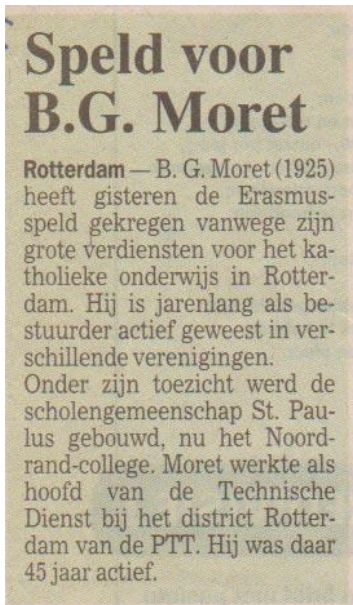 Speld voor
B.G. Moret
Rotterdam — B. G. Moret (1925)
heeft gisteren de Erasmus-
speld gekregen vanwege zijn
grote verdiensten voor het ka-
tholieke onderwijs in Rotter-
dam. Hij is jarenlang als be-
stuurder actief geweest in ver-
schillende verenigingen.
Onder zijn toezicht werd de
scholengemeenschap St. Pau-
lus gebouwd, nu het Noord-
rand-college. Moret werkte als
hoofd van de Technische
Dienst bij het district Rotter-
dam van de PTT. Hij was daar
45 jaar actief.